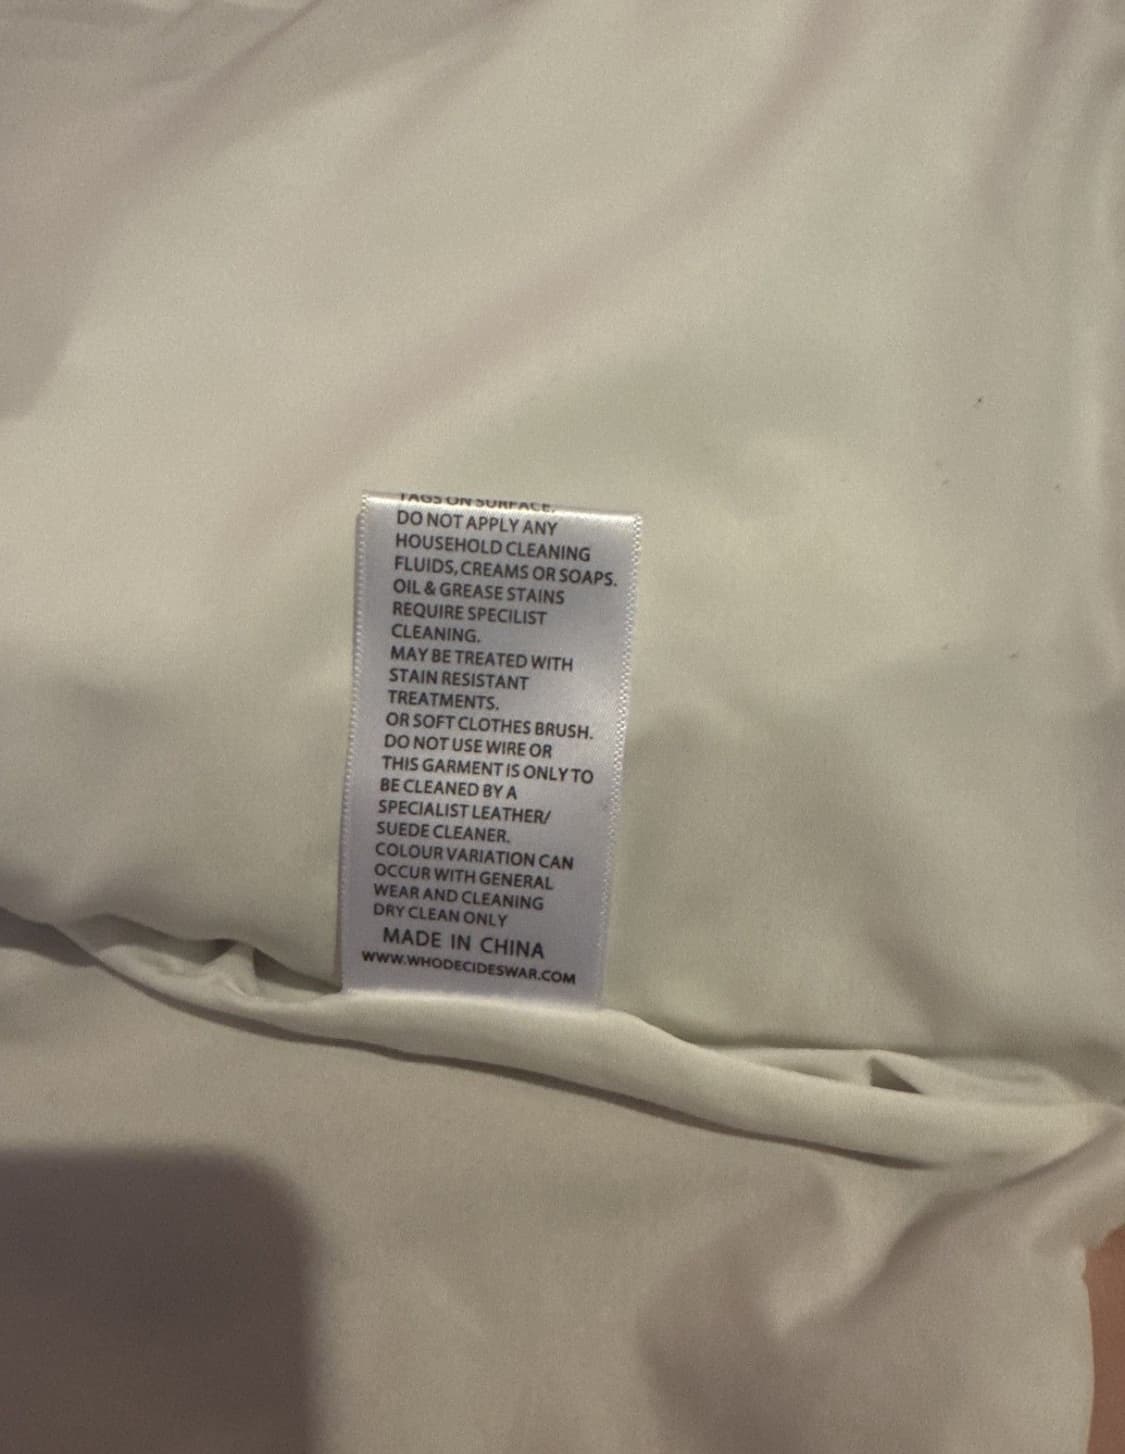 TAGS ON SURFACE.
DO NOT APPLY ANY
HOUSEHOLD CLEANING
FLUIDS, CREAMS OR SOAPS.
OIL & GREASE STAINS
REQUIRE SPECILIST
CLEANING.
MAY BE TREATED WITH
STAIN RESISTANT
TREATMENTS.
OR SOFT CLOTHES BRUSH.
DO NOT USE WIRE OR
THIS GARMENT IS ONLY TO
BE CLEANED BY A
SPECIALIST LEATHER/
SUEDE CLEANER.
COLOUR VARIATION CAN
OCCUR WITH GENERAL
WEAR AND CLEANING
DRY CLEAN ONLY
MADE IN CHINA
WWW.WHODECIDESWAR.COM